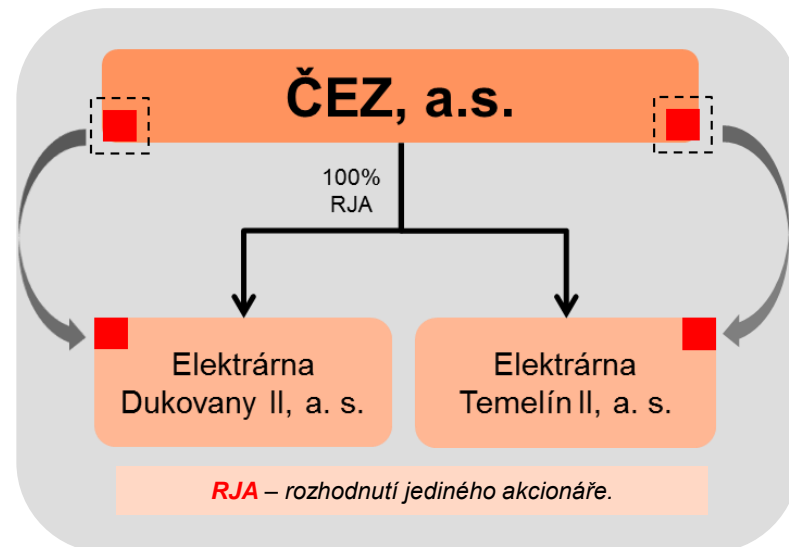 ČEZ, a.s.
100%
RJA
Elektrárna
Dukovany II, a. s.
Elektrárna
Temelín II, a. s.
RJA – rozhodnutí jediného akcionáře.